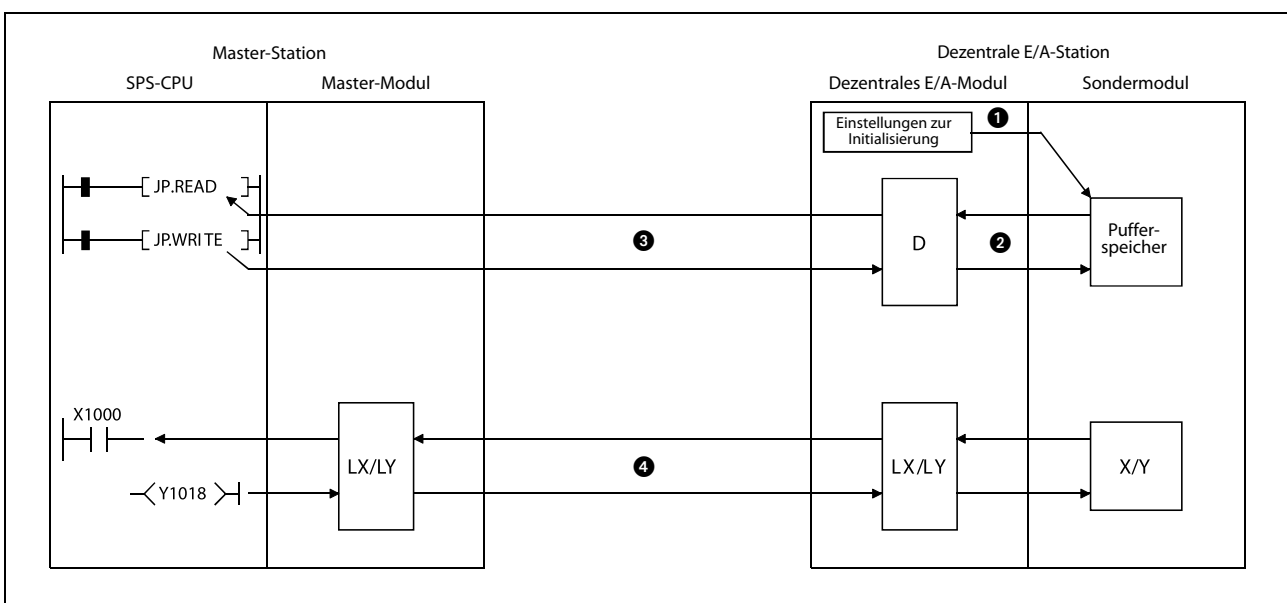 Master-Station
Dezentrale E/A-Station
SPS-CPU
Master-Modul
Dezentrales E/A-Modul
Sondermodul
Einstellungen zur
Initialisierung
1
JP.READ
JP.WRITE
3
D
2
Puffer-
speicher
X1000
LX/LY
4
LX/LY
X/Y
Y1018